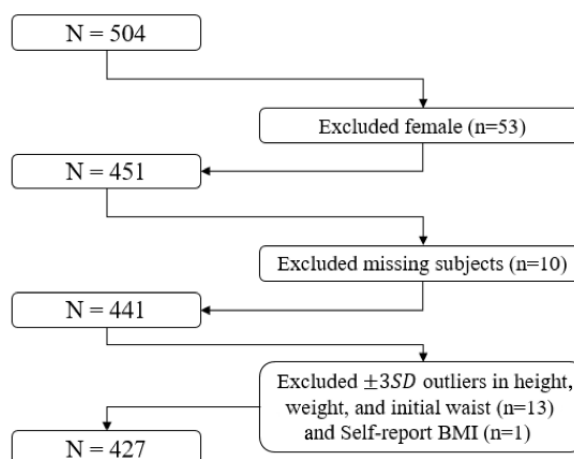 N = 504
Excluded female (n=53)
N = 451
Excluded missing subjects (n=10)
N = 441
Excluded ±3SD outliers in height,
weight, and initial waist (n=13)
and Self-report BMI (n=1)
N = 427